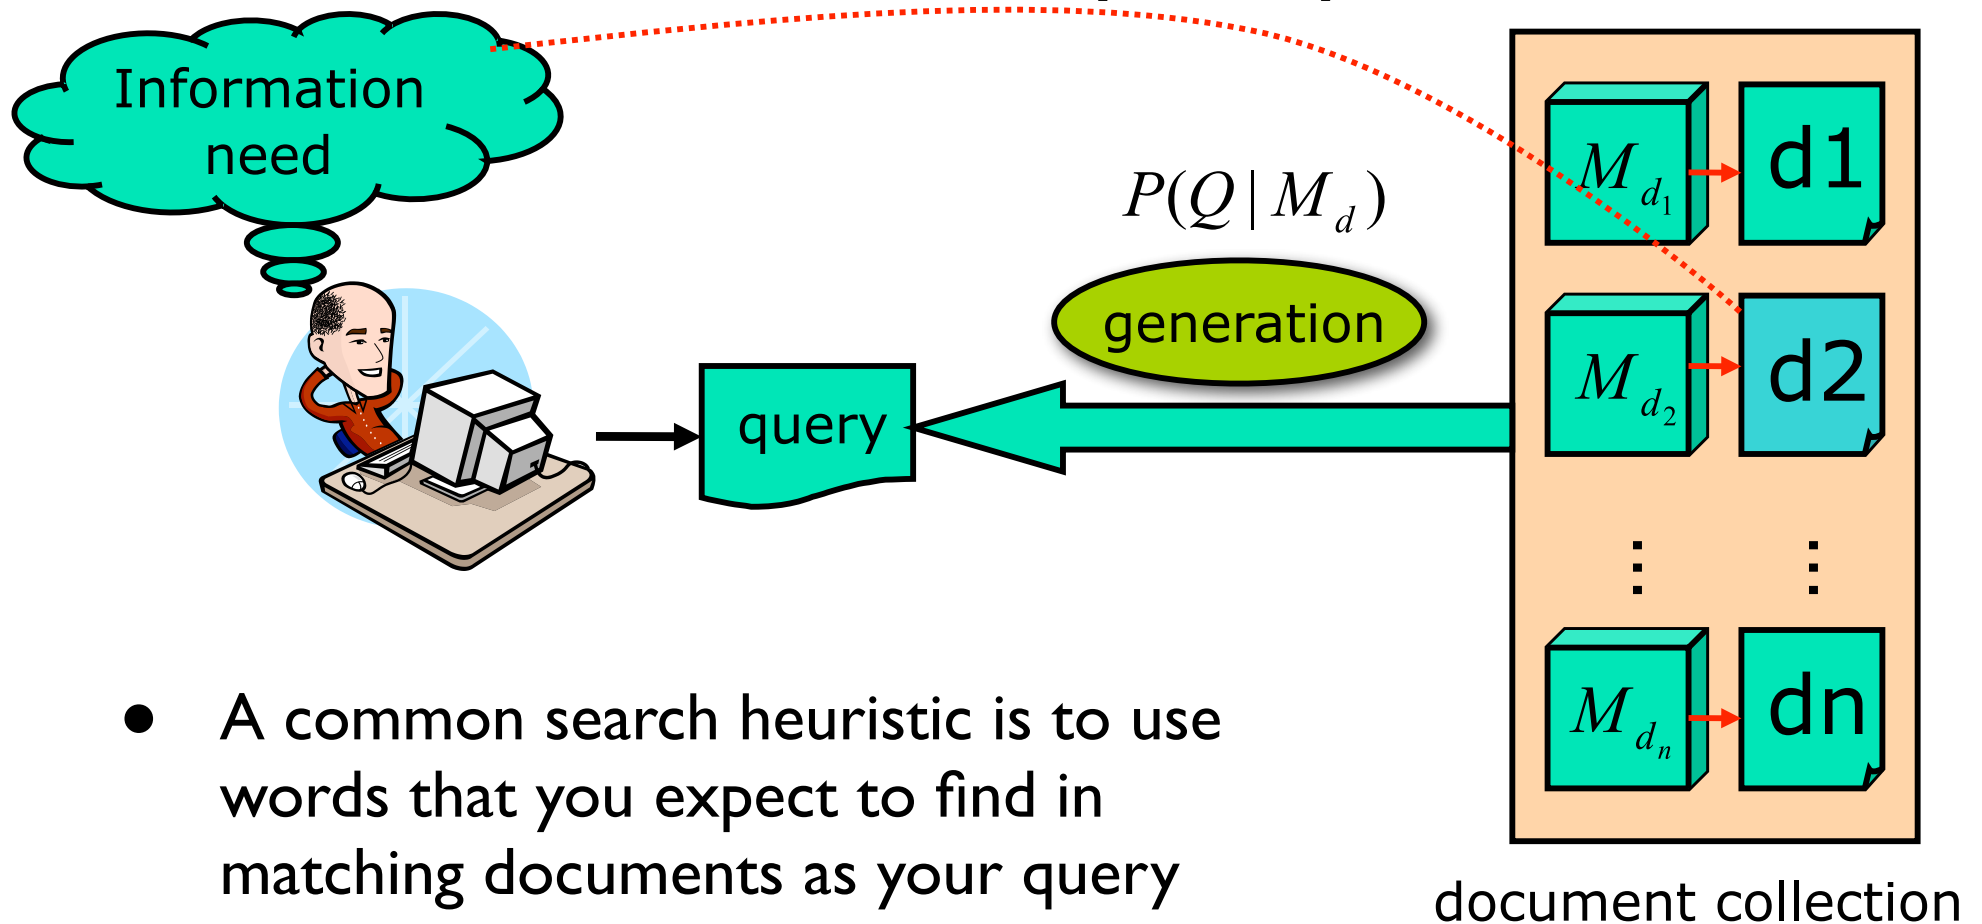 Information
need
P(Q | M_d)
generation
query
M_d1
d1
M_d2
d2
⋮ ⋮
M_dn
dn
document collection
• A common search heuristic is to use
words that you expect to find in
matching documents as your query